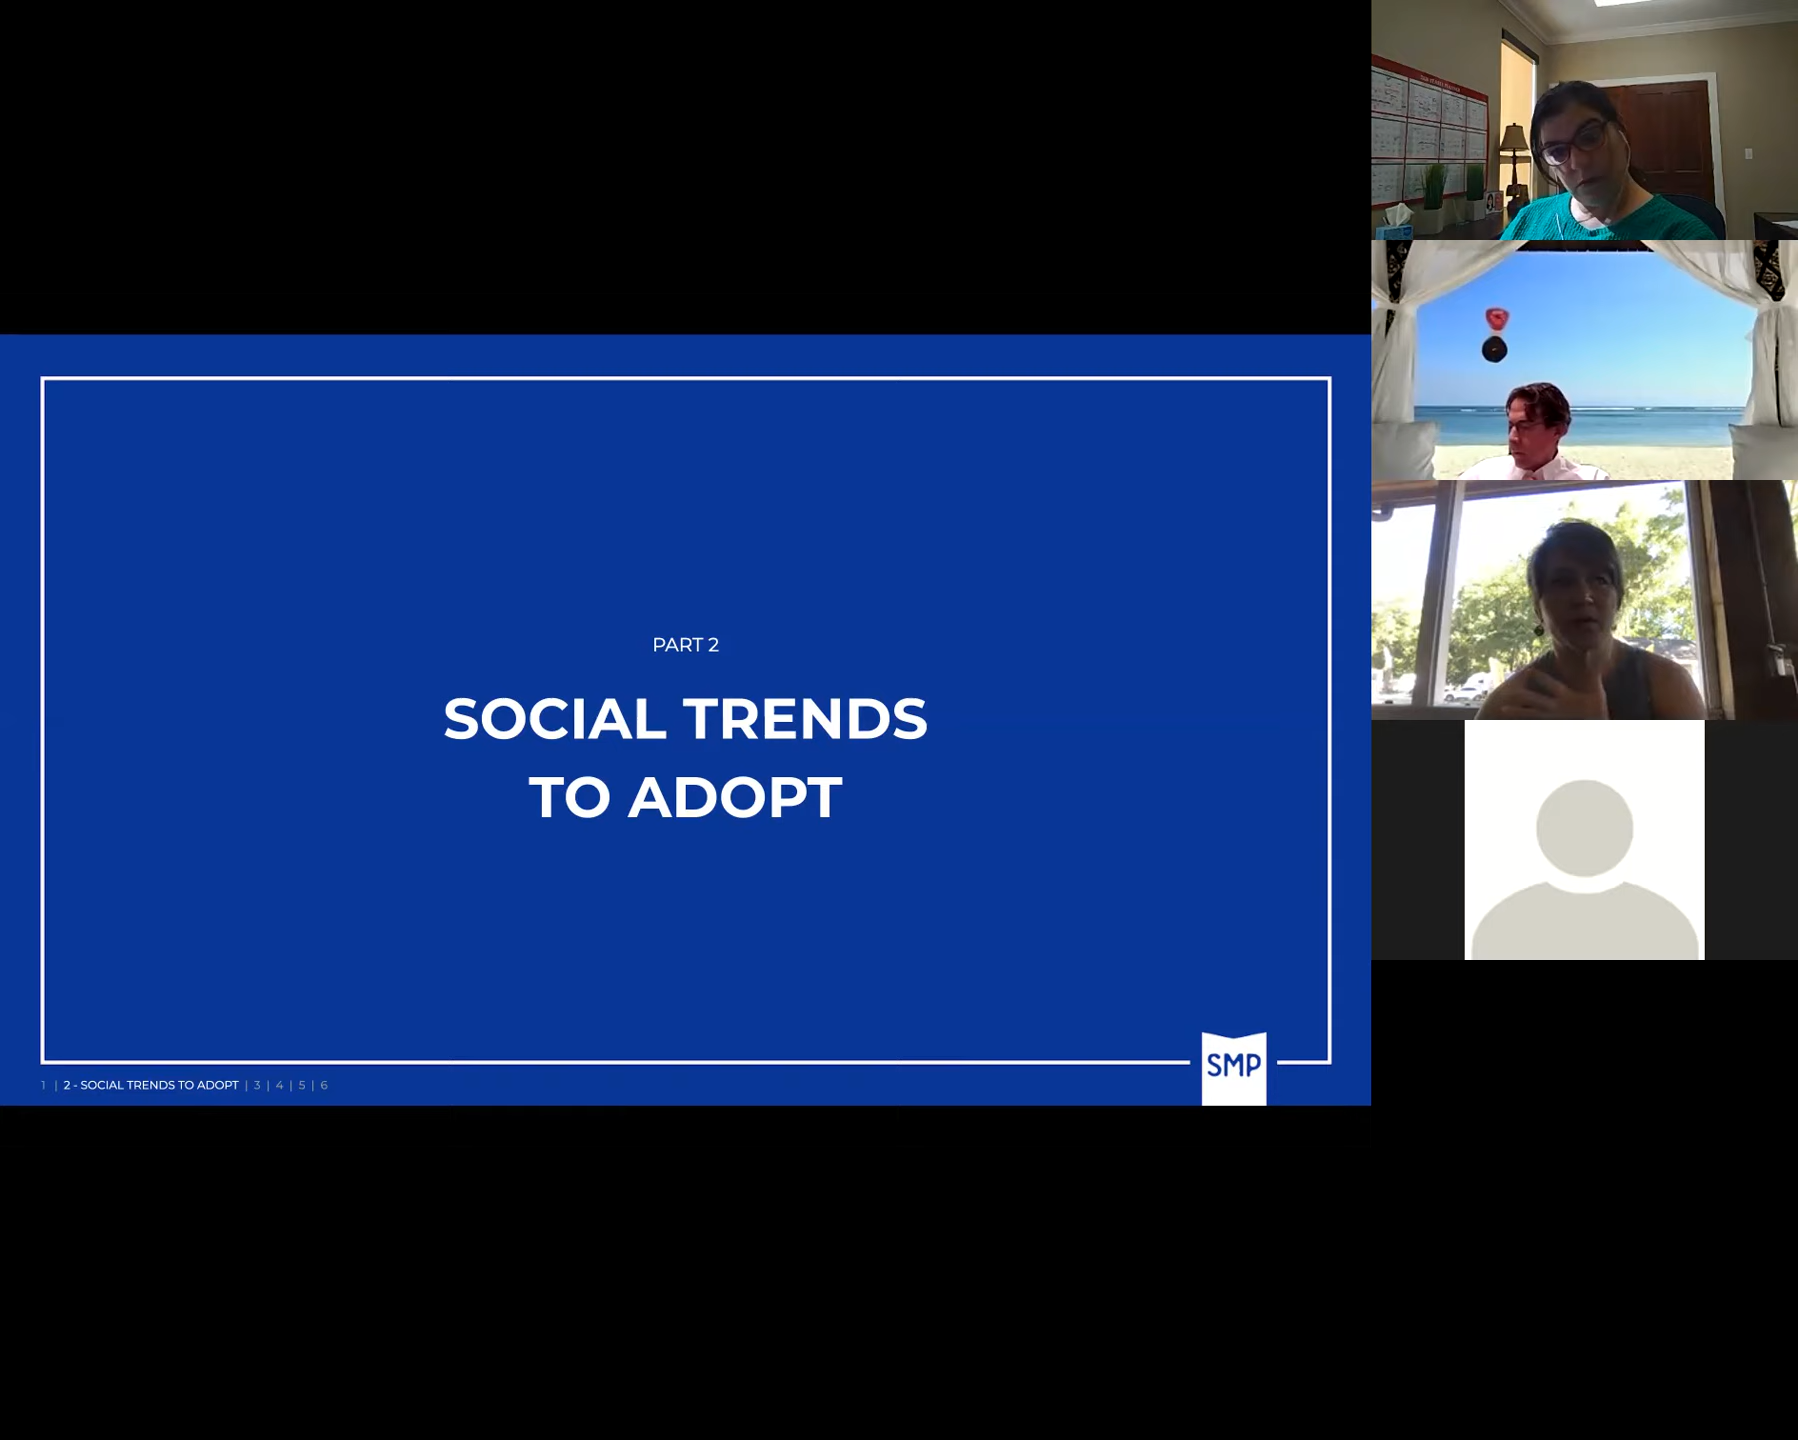 PART 2
SOCIAL TRENDS
TO ADOPT
SMP
1 | 2 - SOCIAL TRENDS TO ADOPT | 3 | 4 | 5 | 6